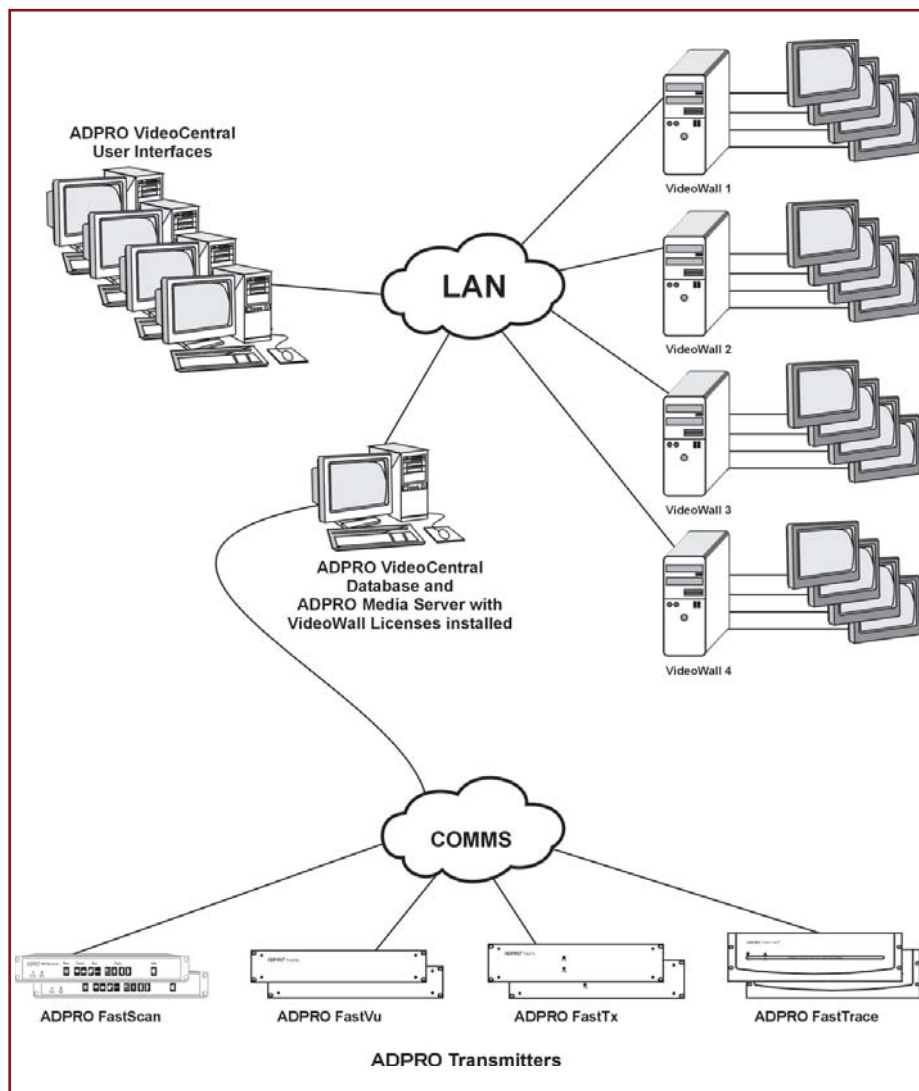 ADPRO VideoCentral
User Interfaces
LAN
VideoWall 1
VideoWall 2
VideoWall 3
VideoWall 4
ADPRO VideoCentral
Database and
ADPRO Media Server with
VideoWall Licenses installed
COMMS
ADPRO FastScan
ADPRO FastVu
ADPRO FastTx
ADPRO FastTrace
ADPRO Transmitters